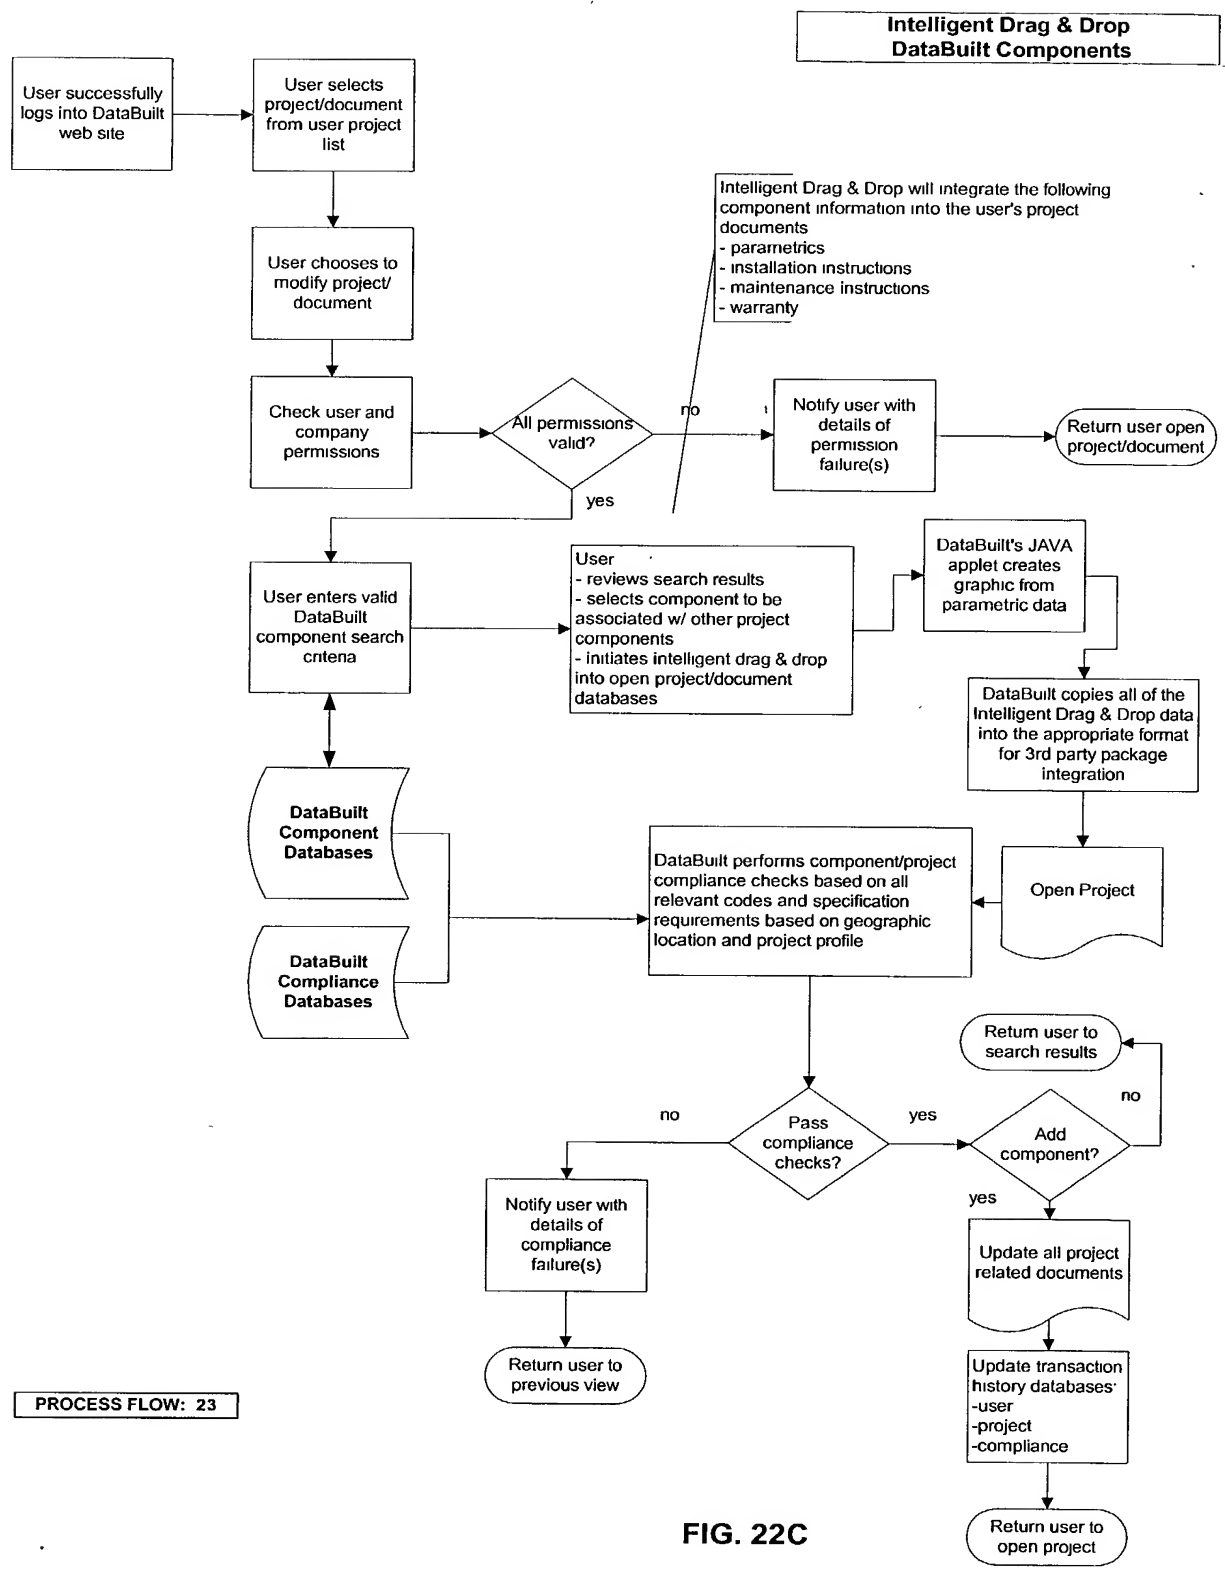 Intelligent Drag & Drop
DataBuilt Components
User successfully
logs into DataBuilt
web site
User selects
project/document
from user project
list
Intelligent Drag & Drop will integrate the following
component information into the user's project
documents
- parametrics
- installation instructions
- maintenance instructions
- warranty
User chooses to
modify project/
document
Check user and
company
permissions
All permissions
valid?
no
Notify user with
details of
permission
failure(s)
Return user open
project/document
yes
User enters valid
DataBuilt
component search
criteria
User
- reviews search results
- selects component to be
associated w/ other project
components
- initiates intelligent drag & drop
into open project/document
databases
DataBuilt's JAVA
applet creates
graphic from
parametric data
DataBuilt copies all of the
Intelligent Drag & Drop data
into the appropriate format
for 3rd party package
integration
DataBuilt
Component
Databases
DataBuilt performs component/project
compliance checks based on all
relevant codes and specification
requirements based on geographic
location and project profile
Open Project
DataBuilt
Compliance
Databases
Return user to
search results
no
Pass
compliance
checks?
no
yes
Add
component?
yes
Notify user with
details of
compliance
failure(s)
Update all project
related documents
Return user to
previous view
Update transaction
history databases:
-user
-project
-compliance
PROCESS FLOW: 23
Return user to
open project
FIG. 22C